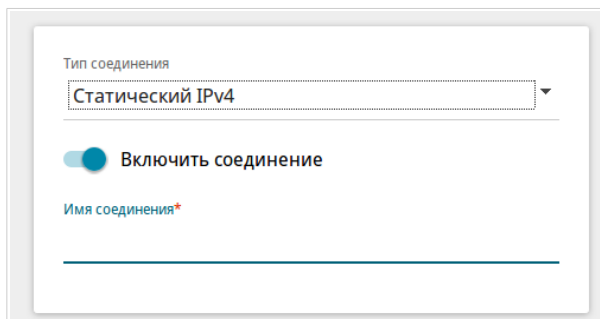 Тип соединения
Статический IPv4
Включить соединение
Имя соединения*